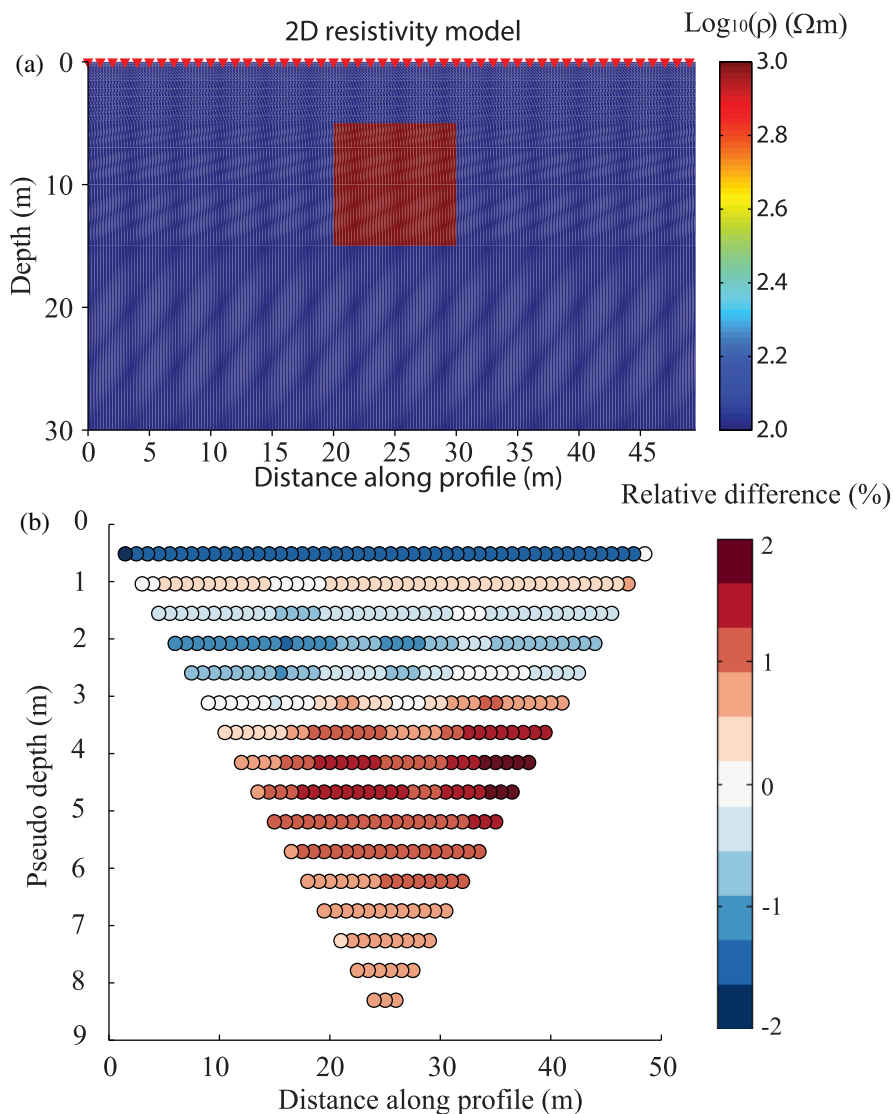 2D resistivity model
Log₁₀(ρ) (Ωm)
(a)
0
10
20
30
Depth (m)
0 5 10 15 20 25 30 35 40 45
Distance along profile (m)
3.0
2.8
2.6
2.4
2.2
2.0
Relative difference (%)
(b)
0
1
2
3
4
5
6
7
8
9
Pseudo depth (m)
0 10 20 30 40 50
Distance along profile (m)
2
1
0
-1
-2